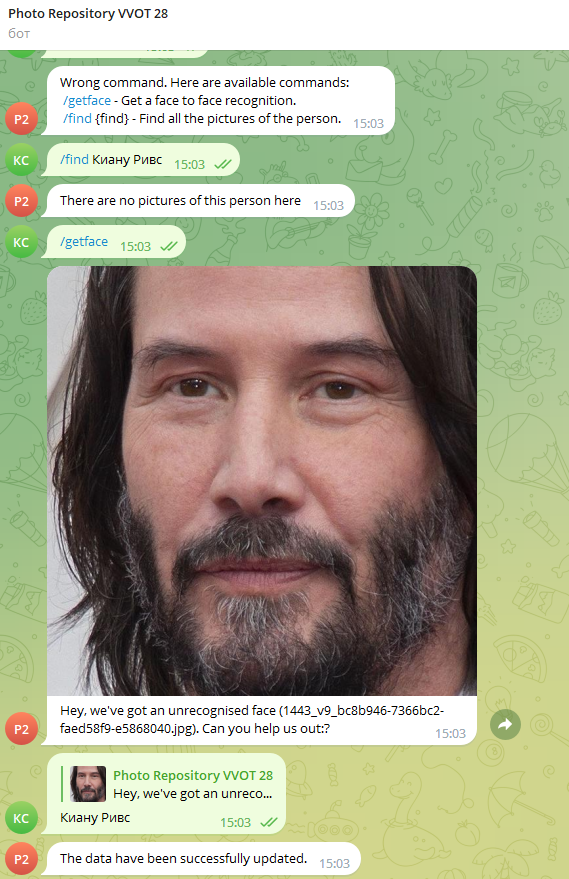 Photo Repository VVOT 28
бот
Wrong command. Here are available commands:
/getface - Get a face to face recognition.
/find {find} - Find all the pictures of the person. 15:03
P2
KC
/find Киану Ривс 15:03
P2
There are no pictures of this person here 15:03
KC
/getface 15:03
Hey, we've got an unrecognised face (1443_v9_bc8b946-7366bc2-
faed58f9-e5868040.jpg). Can you help us out:?
15:03
P2
Photo Repository VVOT 28
Hey, we've got an unreco...
KC
Киану Ривс 15:03
P2
The data have been successfully updated. 15:03